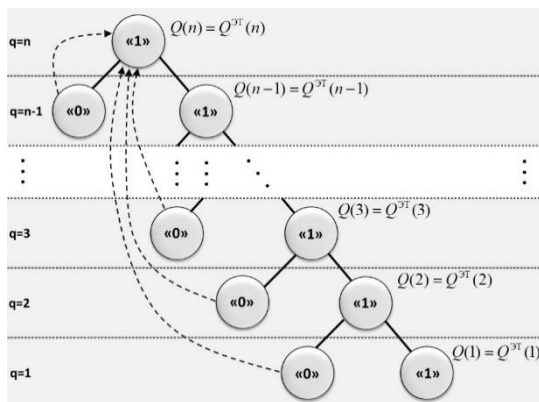 q=n «1» Q(n) = Q^ЭТ(n)
q=n-1 «0» «1» Q(n−1) = Q^ЭТ(n−1)
q=3 «0» «1» Q(3) = Q^ЭТ(3)
q=2 «0» «1» Q(2) = Q^ЭТ(2)
q=1 «0» «1» Q(1) = Q^ЭТ(1)